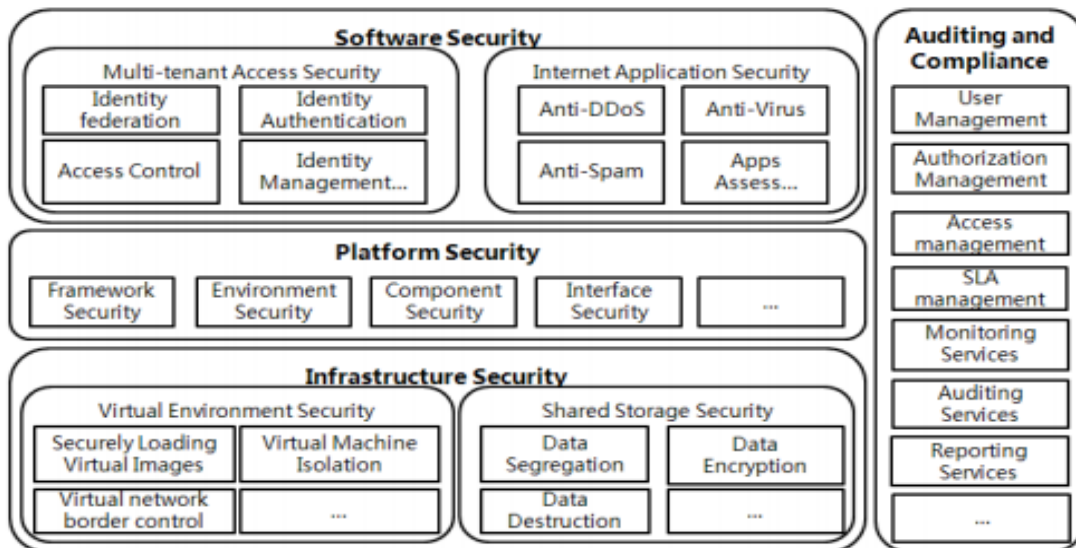 Software Security
Multi-tenant Access Security
Identity
federation
Identity
Authentication
Access Control
Identity
Management...
Internet Application Security
Anti-DDoS
Anti-Virus
Anti-Spam
Apps
Assess...
Platform Security
Framework
Security
Environment
Security
Component
Security
Interface
Security
...
Infrastructure Security
Virtual Environment Security
Securely Loading
Virtual Images
Virtual Machine
Isolation
Virtual network
border control
...
Shared Storage Security
Data
Segregation
Data
Encryption
Data
Destruction
...
Auditing and
Compliance
User
Management
Authorization
Management
Access
management
SLA
management
Monitoring
Services
Auditing
Services
Reporting
Services
...